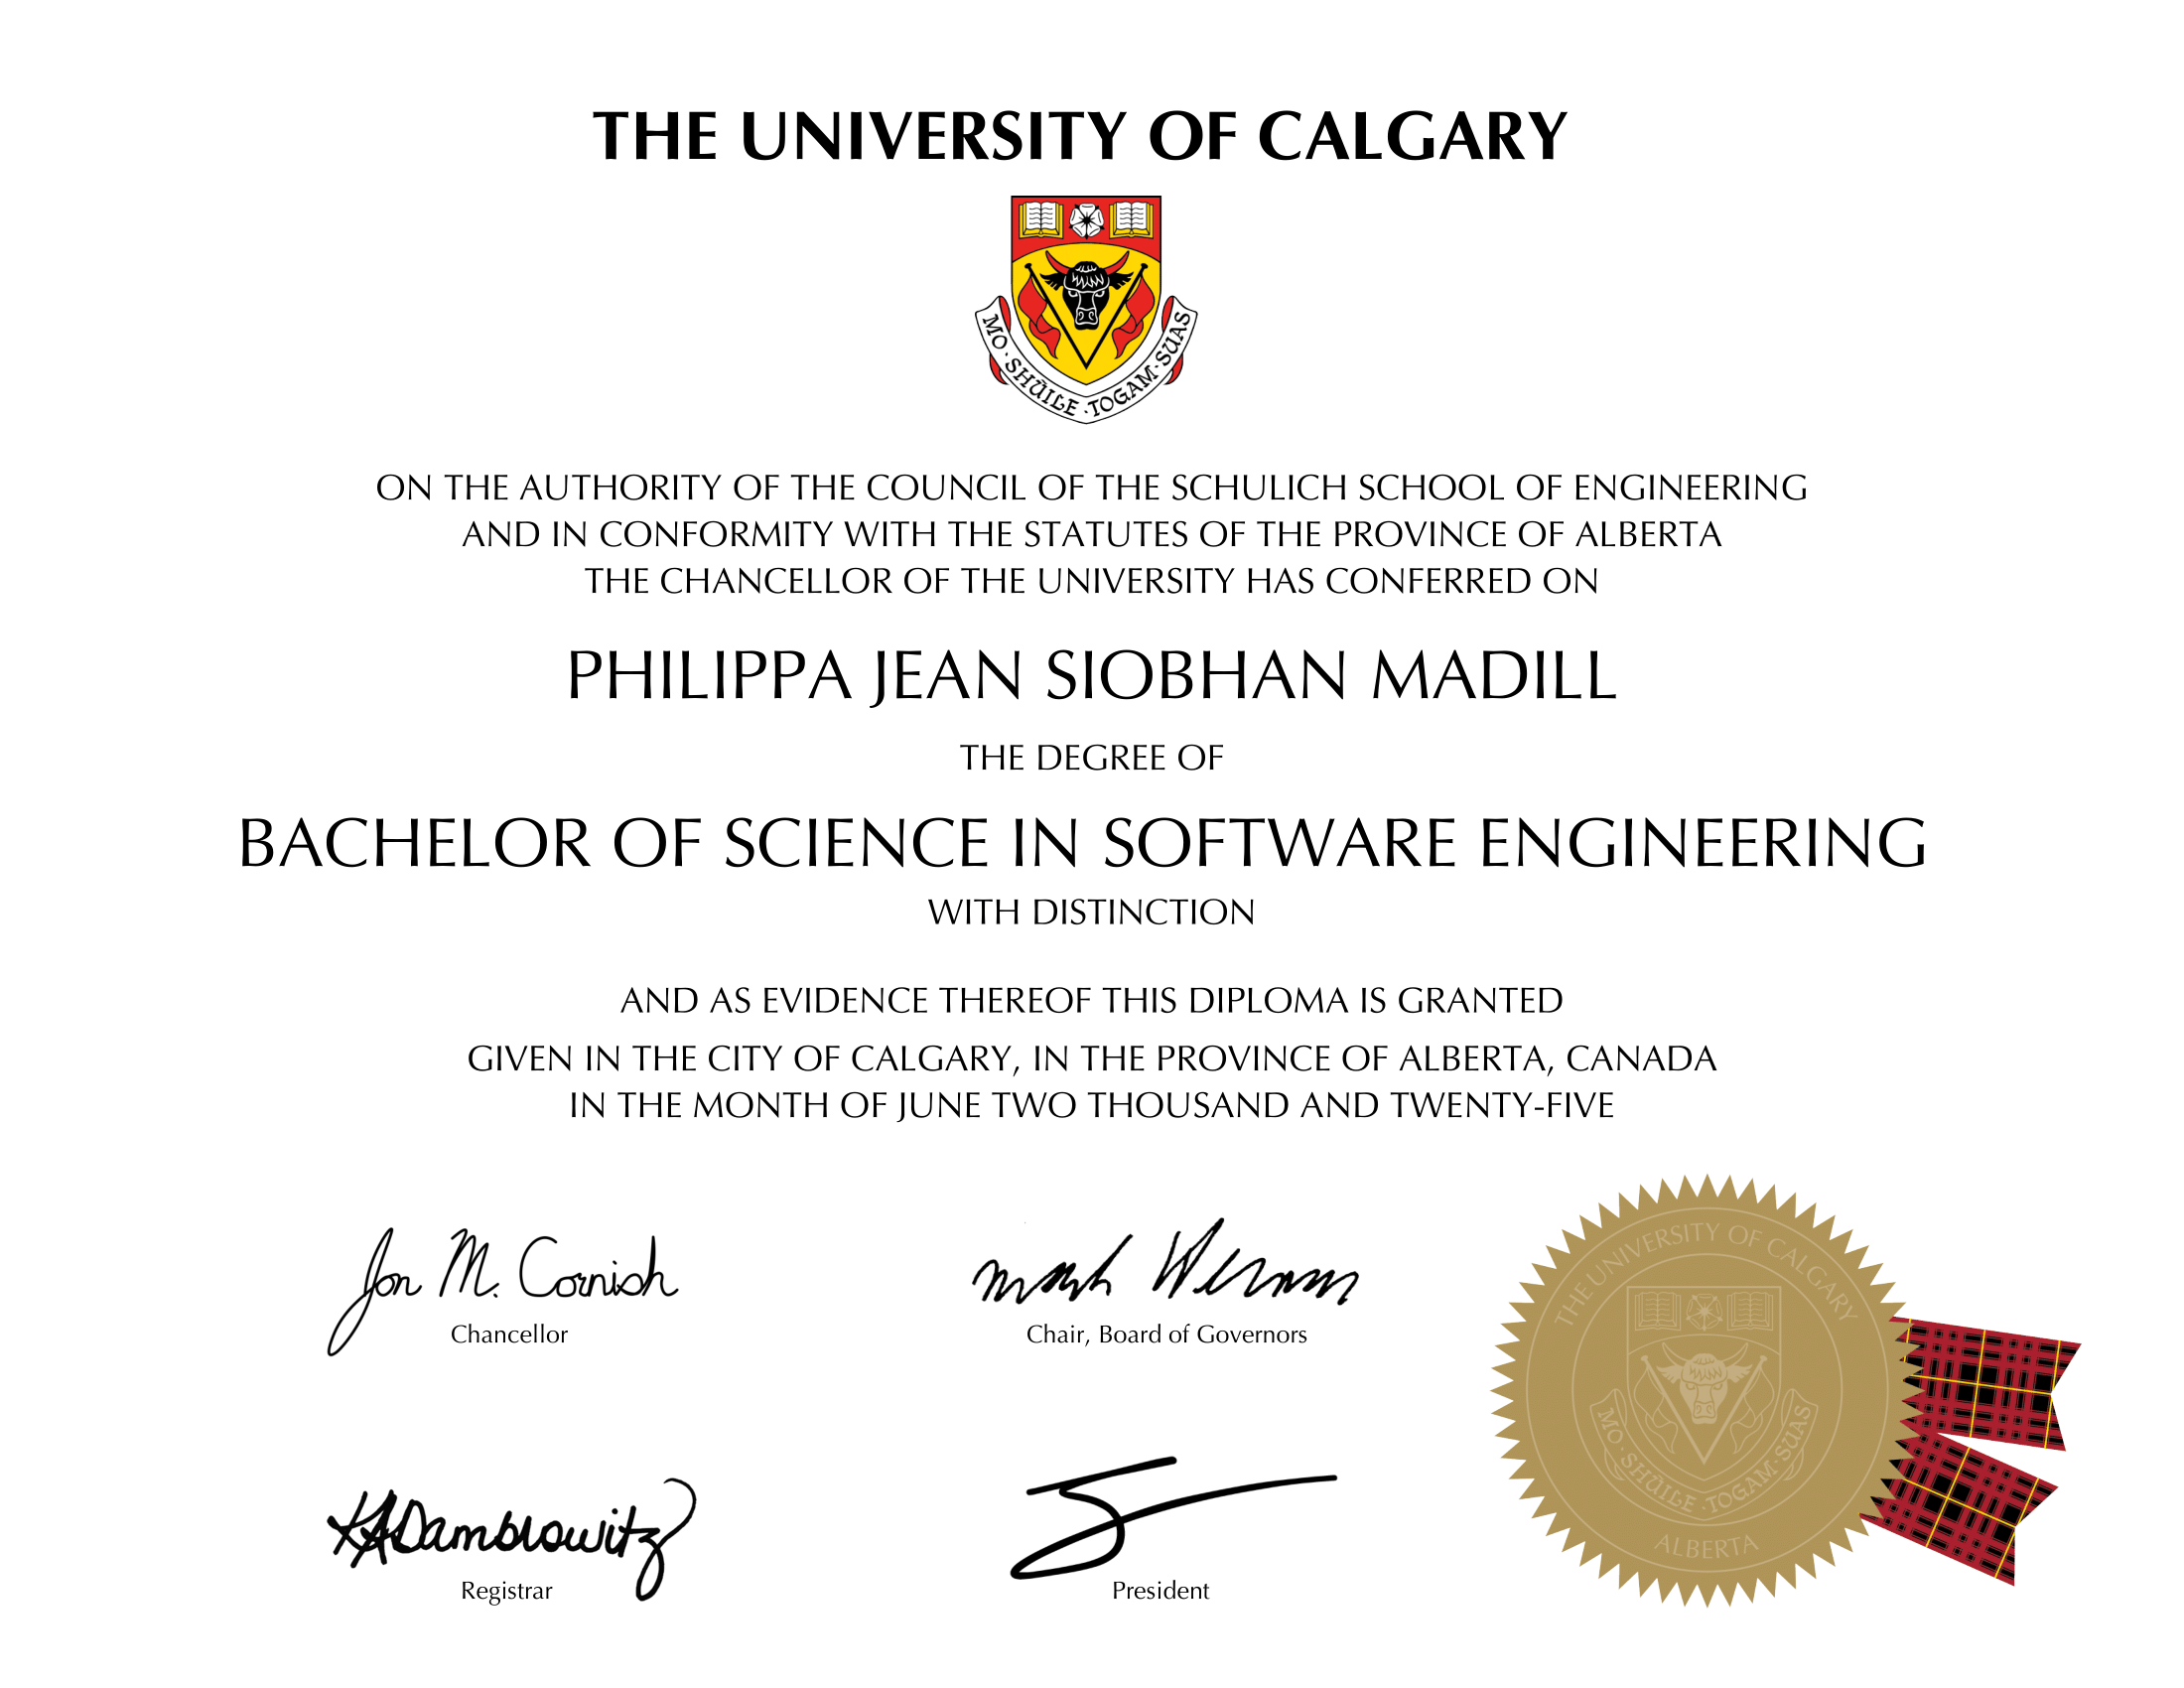 THE UNIVERSITY OF CALGARY
MO · SHÙILE · TOGAM · SUAS
ON THE AUTHORITY OF THE COUNCIL OF THE SCHULICH SCHOOL OF ENGINEERING
AND IN CONFORMITY WITH THE STATUTES OF THE PROVINCE OF ALBERTA
THE CHANCELLOR OF THE UNIVERSITY HAS CONFERRED ON
PHILIPPA JEAN SIOBHAN MADILL
THE DEGREE OF
BACHELOR OF SCIENCE IN SOFTWARE ENGINEERING
WITH DISTINCTION
AND AS EVIDENCE THEREOF THIS DIPLOMA IS GRANTED
GIVEN IN THE CITY OF CALGARY, IN THE PROVINCE OF ALBERTA, CANADA
IN THE MONTH OF JUNE TWO THOUSAND AND TWENTY-FIVE
Jon M. Cornish
Chancellor
Mark
Chair, Board of Governors
KADambrowitz
Registrar
President
THE UNIVERSITY OF CALGARY
MO · SHÙILE · TOGAM · SUAS
ALBERTA